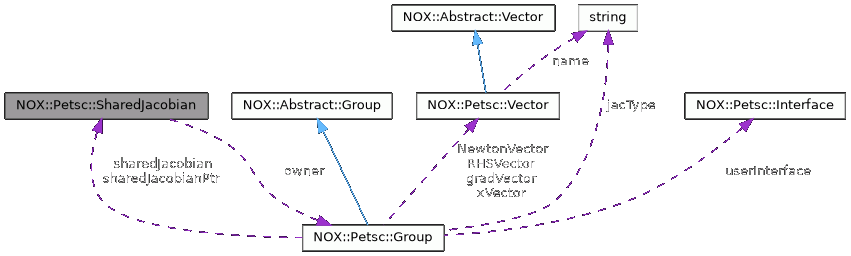 NOX::Abstract::Vector
string
name
NOX::Petsc::SharedJacobian
NOX::Abstract::Group
NOX::Petsc::Vector
jacType
NOX::Petsc::Interface
sharedJacobian
sharedJacobianPtr
owner
NewtonVector
RHSVector
gradVector
xVector
userInterface
NOX::Petsc::Group